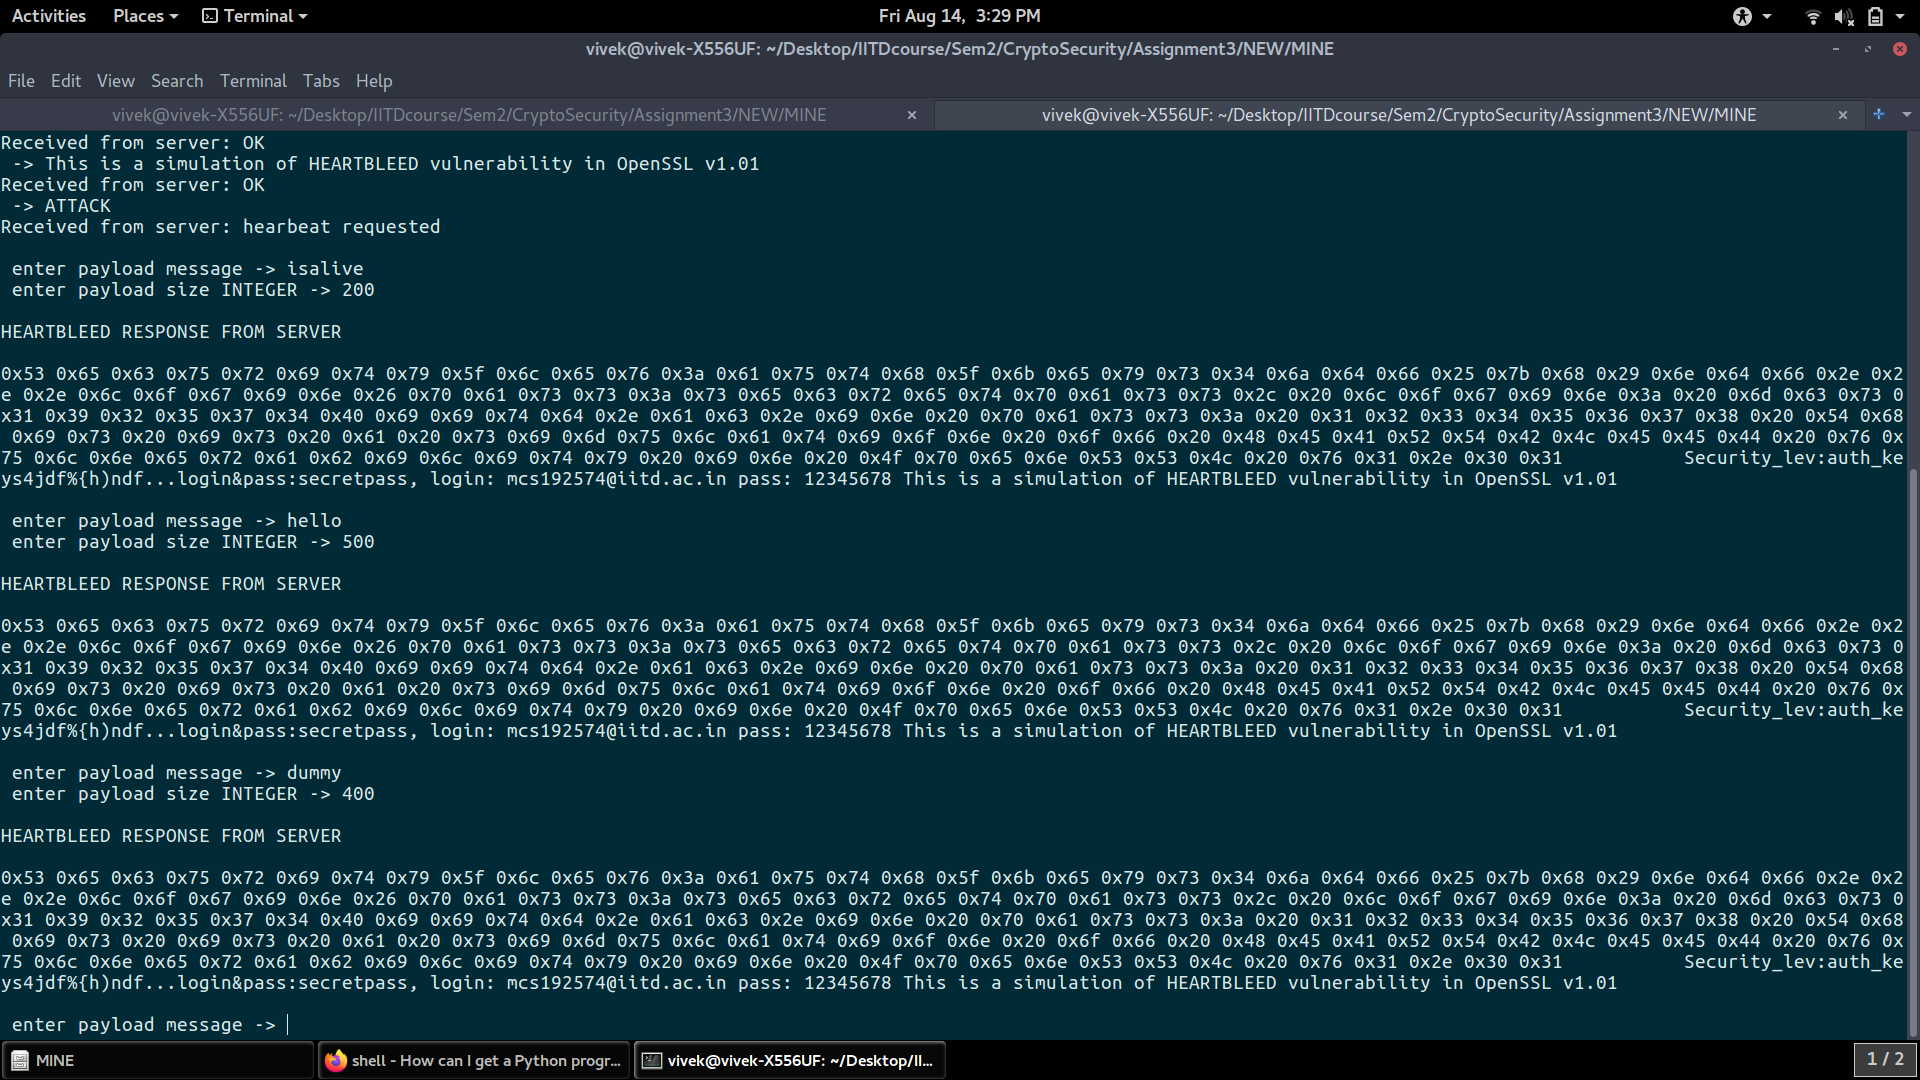 Activities Places Terminal Fri Aug 14, 3:29 PM
vivek@vivek-X556UF: ~/Desktop/IITDcourse/Sem2/CryptoSecurity/Assignment3/NEW/MINE
File Edit View Search Terminal Tabs Help
vivek@vivek-X556UF: ~/Desktop/IITDcourse/Sem2/CryptoSecurity/Assignment3/NEW/MINE × vivek@vivek-X556UF: ~/Desktop/IITDcourse/Sem2/CryptoSecurity/Assignment3/NEW/MINE ×
Received from server: OK
 -> This is a simulation of HEARTBLEED vulnerability in OpenSSL v1.01
Received from server: OK
 -> ATTACK
Received from server: hearbeat requested
 enter payload message -> isalive
 enter payload size INTEGER -> 200
HEARTBLEED RESPONSE FROM SERVER
0x53 0x65 0x63 0x75 0x72 0x69 0x74 0x79 0x5f 0x6c 0x65 0x76 0x3a 0x61 0x75 0x74 0x68 0x5f 0x6b 0x65 0x79 0x73 0x34 0x6a 0x64 0x66 0x25 0x7b 0x68 0x29 0x6e 0x64 0x66 0x2e 0x2
e 0x2e 0x6c 0x6f 0x67 0x69 0x6e 0x26 0x70 0x61 0x73 0x73 0x3a 0x73 0x65 0x63 0x72 0x65 0x74 0x70 0x61 0x73 0x73 0x2c 0x20 0x6c 0x6f 0x67 0x69 0x6e 0x3a 0x20 0x6d 0x63 0x73 0
x31 0x39 0x32 0x35 0x37 0x34 0x40 0x69 0x69 0x74 0x64 0x2e 0x61 0x63 0x2e 0x69 0x6e 0x20 0x70 0x61 0x73 0x73 0x3a 0x20 0x31 0x32 0x33 0x34 0x35 0x36 0x37 0x38 0x20 0x54 0x68
 0x69 0x73 0x20 0x69 0x73 0x20 0x61 0x20 0x73 0x69 0x6d 0x75 0x6c 0x61 0x74 0x69 0x6f 0x6e 0x20 0x6f 0x66 0x20 0x48 0x45 0x41 0x52 0x54 0x42 0x4c 0x45 0x45 0x44 0x20 0x76 0x
75 0x6c 0x6e 0x65 0x72 0x61 0x62 0x69 0x6c 0x69 0x74 0x79 0x20 0x69 0x6e 0x20 0x4f 0x70 0x65 0x6e 0x53 0x53 0x4c 0x20 0x76 0x31 0x2e 0x30 0x31 Security_lev:auth_ke
ys4jdf%{h)ndf...login&pass:secretpass, login: mcs192574@iitd.ac.in pass: 12345678 This is a simulation of HEARTBLEED vulnerability in OpenSSL v1.01
 enter payload message -> hello
 enter payload size INTEGER -> 500
HEARTBLEED RESPONSE FROM SERVER
0x53 0x65 0x63 0x75 0x72 0x69 0x74 0x79 0x5f 0x6c 0x65 0x76 0x3a 0x61 0x75 0x74 0x68 0x5f 0x6b 0x65 0x79 0x73 0x34 0x6a 0x64 0x66 0x25 0x7b 0x68 0x29 0x6e 0x64 0x66 0x2e 0x2
e 0x2e 0x6c 0x6f 0x67 0x69 0x6e 0x26 0x70 0x61 0x73 0x73 0x3a 0x73 0x65 0x63 0x72 0x65 0x74 0x70 0x61 0x73 0x73 0x2c 0x20 0x6c 0x6f 0x67 0x69 0x6e 0x3a 0x20 0x6d 0x63 0x73 0
x31 0x39 0x32 0x35 0x37 0x34 0x40 0x69 0x69 0x74 0x64 0x2e 0x61 0x63 0x2e 0x69 0x6e 0x20 0x70 0x61 0x73 0x73 0x3a 0x20 0x31 0x32 0x33 0x34 0x35 0x36 0x37 0x38 0x20 0x54 0x68
 0x69 0x73 0x20 0x69 0x73 0x20 0x61 0x20 0x73 0x69 0x6d 0x75 0x6c 0x61 0x74 0x69 0x6f 0x6e 0x20 0x6f 0x66 0x20 0x48 0x45 0x41 0x52 0x54 0x42 0x4c 0x45 0x45 0x44 0x20 0x76 0x
75 0x6c 0x6e 0x65 0x72 0x61 0x62 0x69 0x6c 0x69 0x74 0x79 0x20 0x69 0x6e 0x20 0x4f 0x70 0x65 0x6e 0x53 0x53 0x4c 0x20 0x76 0x31 0x2e 0x30 0x31 Security_lev:auth_ke
ys4jdf%{h)ndf...login&pass:secretpass, login: mcs192574@iitd.ac.in pass: 12345678 This is a simulation of HEARTBLEED vulnerability in OpenSSL v1.01
 enter payload message -> dummy
 enter payload size INTEGER -> 400
HEARTBLEED RESPONSE FROM SERVER
0x53 0x65 0x63 0x75 0x72 0x69 0x74 0x79 0x5f 0x6c 0x65 0x76 0x3a 0x61 0x75 0x74 0x68 0x5f 0x6b 0x65 0x79 0x73 0x34 0x6a 0x64 0x66 0x25 0x7b 0x68 0x29 0x6e 0x64 0x66 0x2e 0x2
e 0x2e 0x6c 0x6f 0x67 0x69 0x6e 0x26 0x70 0x61 0x73 0x73 0x3a 0x73 0x65 0x63 0x72 0x65 0x74 0x70 0x61 0x73 0x73 0x2c 0x20 0x6c 0x6f 0x67 0x69 0x6e 0x3a 0x20 0x6d 0x63 0x73 0
x31 0x39 0x32 0x35 0x37 0x34 0x40 0x69 0x69 0x74 0x64 0x2e 0x61 0x63 0x2e 0x69 0x6e 0x20 0x70 0x61 0x73 0x73 0x3a 0x20 0x31 0x32 0x33 0x34 0x35 0x36 0x37 0x38 0x20 0x54 0x68
 0x69 0x73 0x20 0x69 0x73 0x20 0x61 0x20 0x73 0x69 0x6d 0x75 0x6c 0x61 0x74 0x69 0x6f 0x6e 0x20 0x6f 0x66 0x20 0x48 0x45 0x41 0x52 0x54 0x42 0x4c 0x45 0x45 0x44 0x20 0x76 0x
75 0x6c 0x6e 0x65 0x72 0x61 0x62 0x69 0x6c 0x69 0x74 0x79 0x20 0x69 0x6e 0x20 0x4f 0x70 0x65 0x6e 0x53 0x53 0x4c 0x20 0x76 0x31 0x2e 0x30 0x31 Security_lev:auth_ke
ys4jdf%{h)ndf...login&pass:secretpass, login: mcs192574@iitd.ac.in pass: 12345678 This is a simulation of HEARTBLEED vulnerability in OpenSSL v1.01
 enter payload message ->
MINE shell - How can I get a Python progr... vivek@vivek-X556UF: ~/Desktop/II... 1 / 2